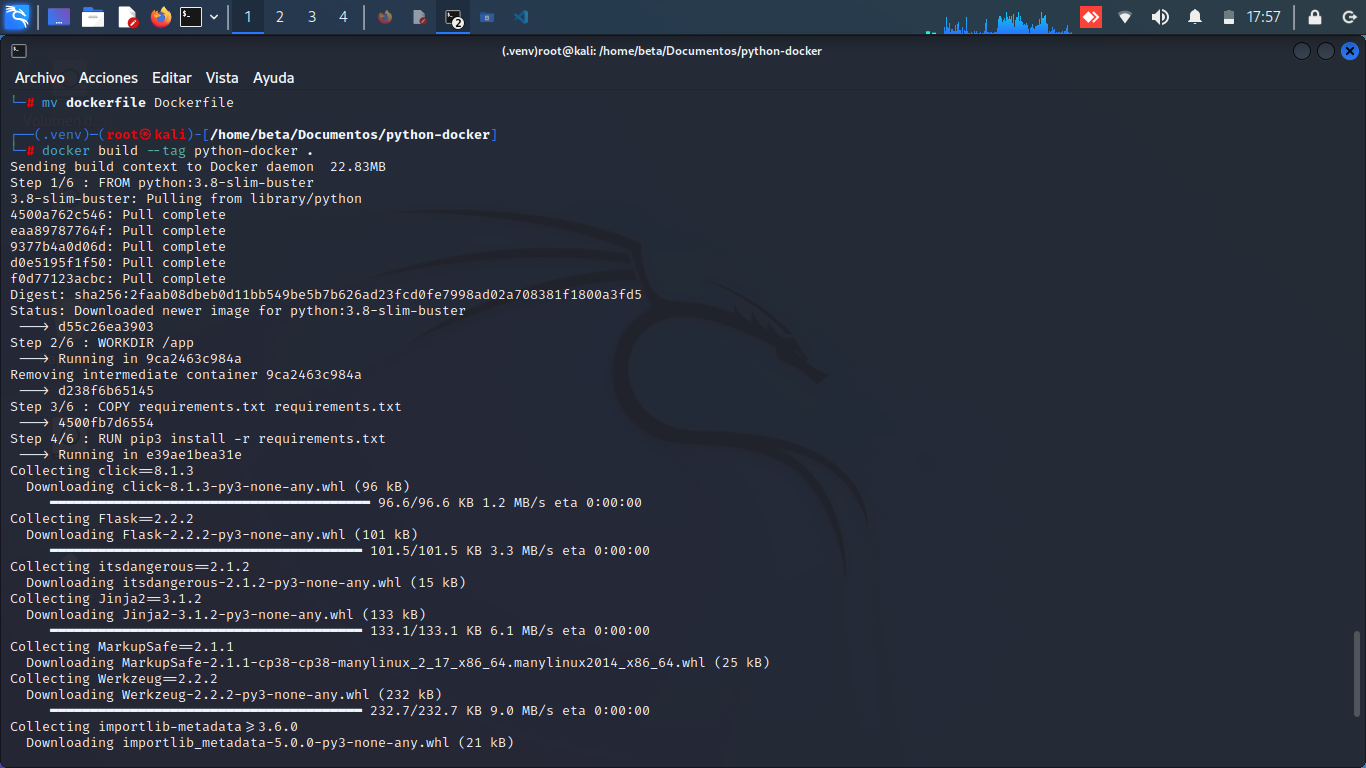 1 2 3 4 2 17:57
(.venv)root@kali: /home/beta/Documentos/python-docker
Archivo Acciones Editar Vista Ayuda
└─# mv dockerfile Dockerfile
┌──(.venv)─(root㉿kali)-[/home/beta/Documentos/python-docker]
└─# docker build --tag python-docker .
Sending build context to Docker daemon  22.83MB
Step 1/6 : FROM python:3.8-slim-buster
3.8-slim-buster: Pulling from library/python
4500a762c546: Pull complete
eaa89787764f: Pull complete
9377b4a0d06d: Pull complete
d0e5195f1f50: Pull complete
f0d77123acbc: Pull complete
Digest: sha256:2faab08dbeb0d11bb549be5b7b626ad23fcd0fe7998ad02a708381f1800a3fd5
Status: Downloaded newer image for python:3.8-slim-buster
 ---> d55c26ea3903
Step 2/6 : WORKDIR /app
 ---> Running in 9ca2463c984a
Removing intermediate container 9ca2463c984a
 ---> d238f6b65145
Step 3/6 : COPY requirements.txt requirements.txt
 ---> 4500fb7d6554
Step 4/6 : RUN pip3 install -r requirements.txt
 ---> Running in e39ae1bea31e
Collecting click==8.1.3
  Downloading click-8.1.3-py3-none-any.whl (96 kB)
     ━━━━━━━━━━━━━━━━━━━━━━━━━━━━━━━━━━━━━━━━ 96.6/96.6 KB 1.2 MB/s eta 0:00:00
Collecting Flask==2.2.2
  Downloading Flask-2.2.2-py3-none-any.whl (101 kB)
     ━━━━━━━━━━━━━━━━━━━━━━━━━━━━━━━━━━━━━━━ 101.5/101.5 KB 3.3 MB/s eta 0:00:00
Collecting itsdangerous==2.1.2
  Downloading itsdangerous-2.1.2-py3-none-any.whl (15 kB)
Collecting Jinja2==3.1.2
  Downloading Jinja2-3.1.2-py3-none-any.whl (133 kB)
     ━━━━━━━━━━━━━━━━━━━━━━━━━━━━━━━━━━━━━━━ 133.1/133.1 KB 6.1 MB/s eta 0:00:00
Collecting MarkupSafe==2.1.1
  Downloading MarkupSafe-2.1.1-cp38-cp38-manylinux_2_17_x86_64.manylinux2014_x86_64.whl (25 kB)
Collecting Werkzeug==2.2.2
  Downloading Werkzeug-2.2.2-py3-none-any.whl (232 kB)
     ━━━━━━━━━━━━━━━━━━━━━━━━━━━━━━━━━━━━━━━ 232.7/232.7 KB 9.0 MB/s eta 0:00:00
Collecting importlib-metadata>=3.6.0
  Downloading importlib_metadata-5.0.0-py3-none-any.whl (21 kB)